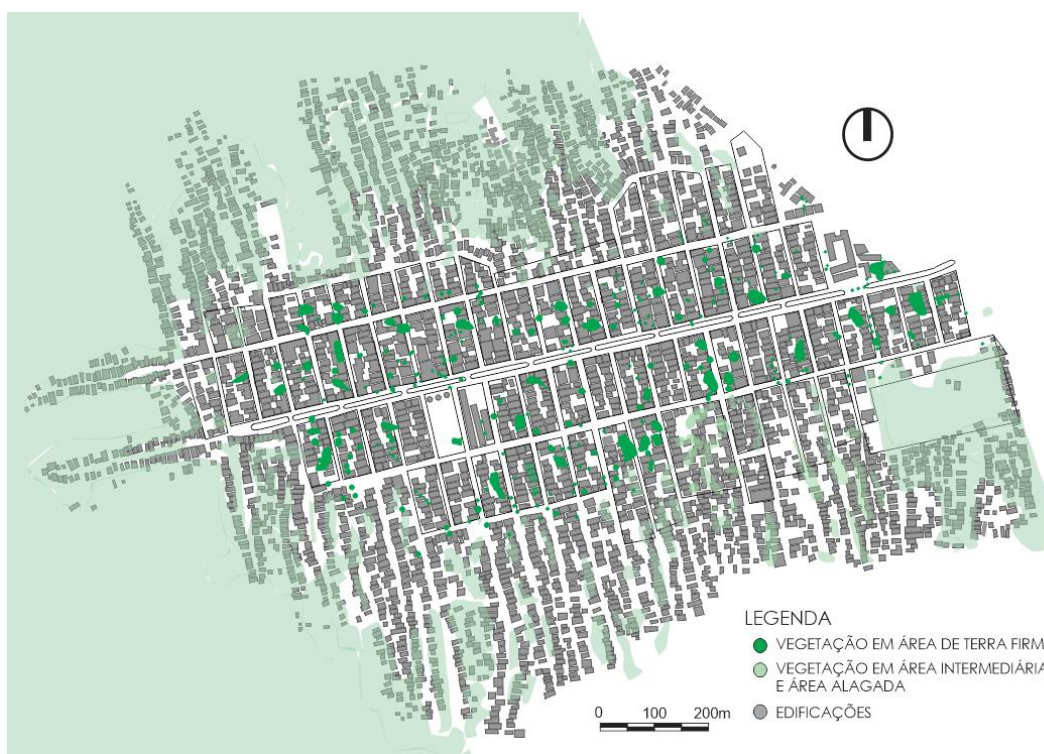 LEGENDA
VEGETAÇÃO EM ÁREA DE TERRA FIRM
VEGETAÇÃO EM ÁREA INTERMEDIÁRIA
E ÁREA ALAGADA
EDIFICAÇÕES
0 100 200m